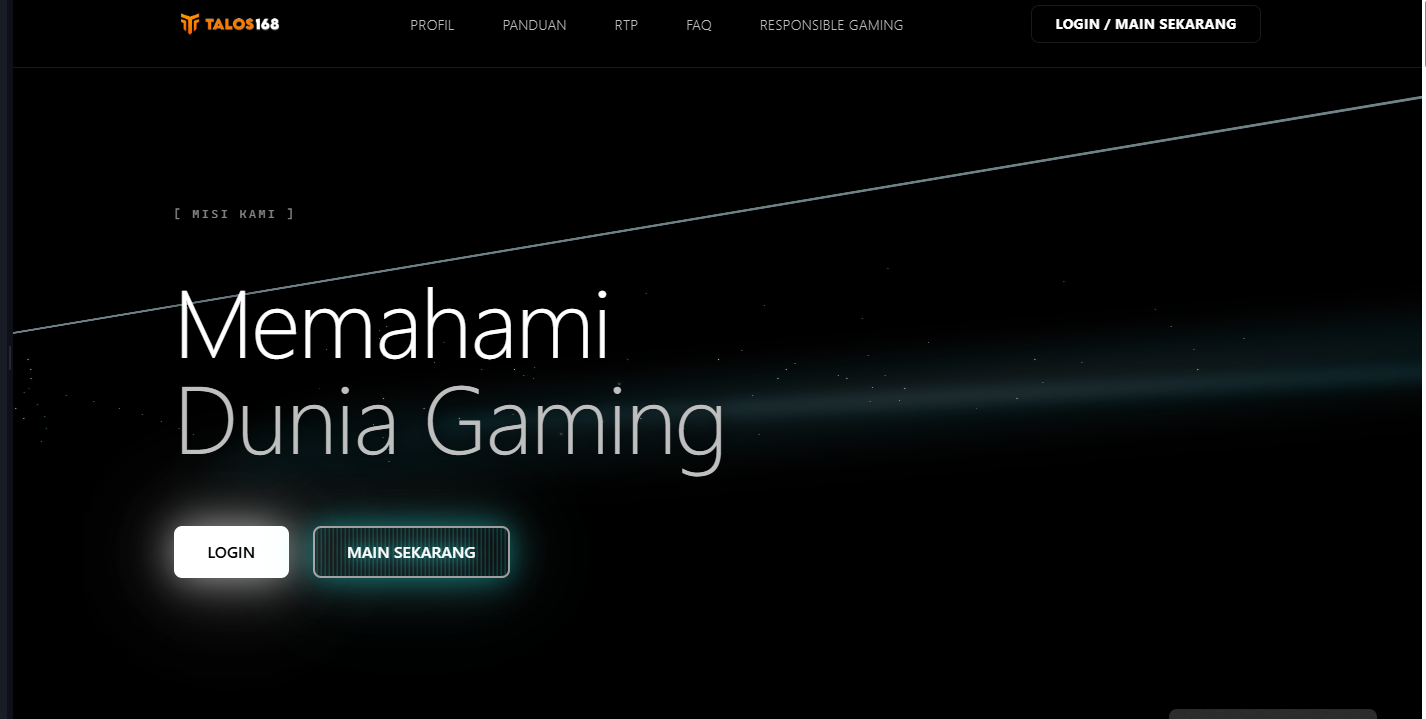 TALOS168
PROFIL
PANDUAN
RTP
FAQ
RESPONSIBLE GAMING
LOGIN / MAIN SEKARANG
[ MISI KAMI ]
Memahami
Dunia Gaming
LOGIN
MAIN SEKARANG